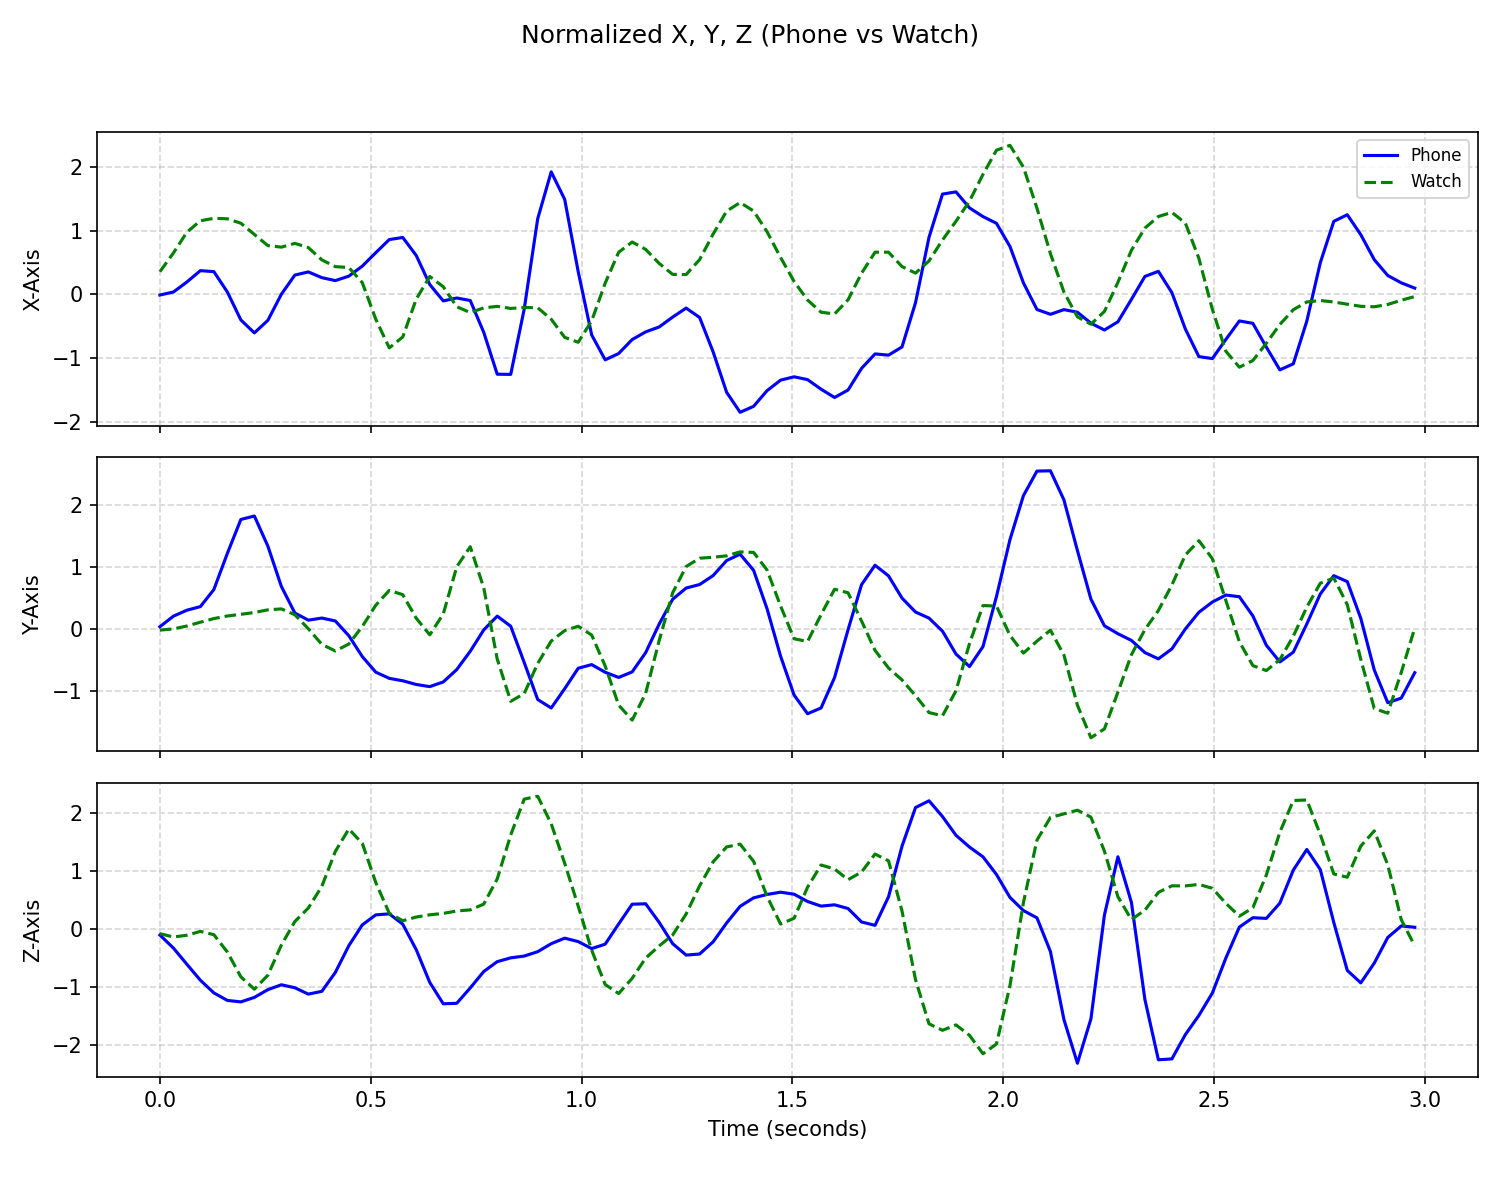 Normalized X, Y, Z (Phone vs Watch)
X-Axis
2
1
0
−1
−2
Phone
Watch
Y-Axis
2
1
0
−1
Z-Axis
2
1
0
−1
−2
0.0 0.5 1.0 1.5 2.0 2.5 3.0
Time (seconds)